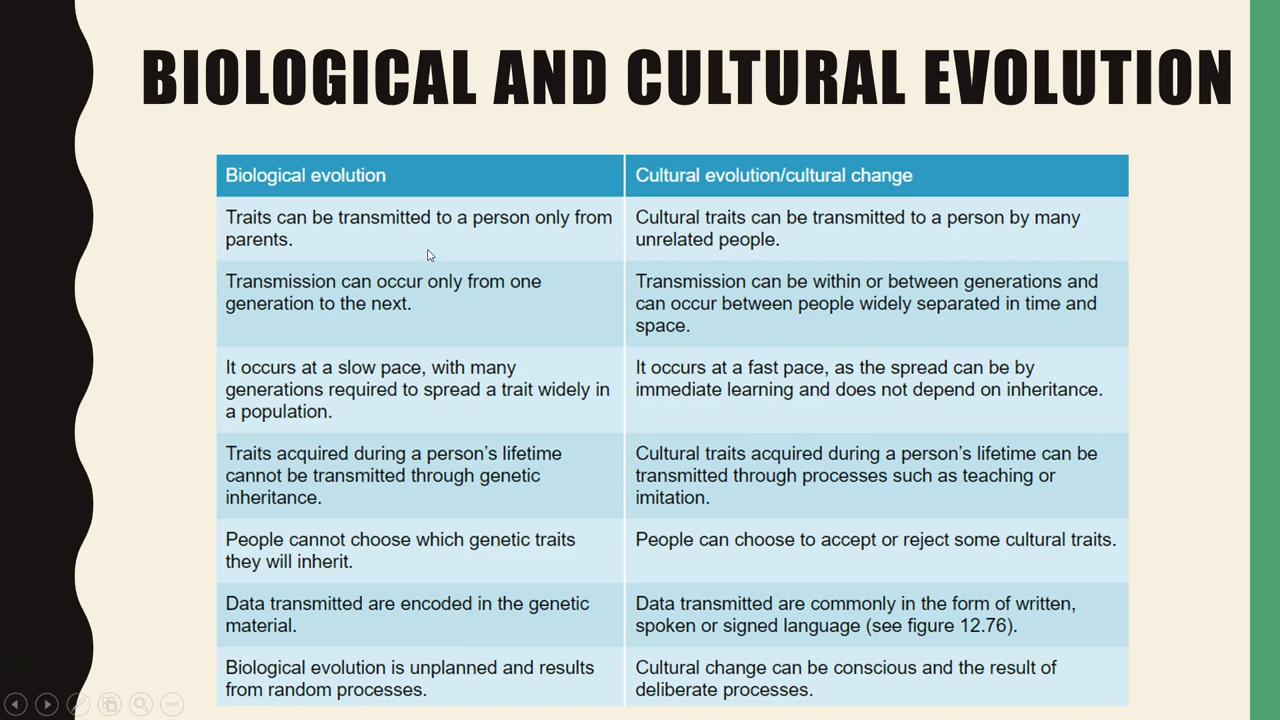 BIOLOGICAL AND CULTURAL EVOLUTION
Biological evolution
Cultural evolution/cultural change
Traits can be transmitted to a person only from
parents.
Cultural traits can be transmitted to a person by many
unrelated people.
Transmission can occur only from one
generation to the next.
Transmission can be within or between generations and
can occur between people widely separated in time and
space.
It occurs at a slow pace, with many
generations required to spread a trait widely in
a population.
It occurs at a fast pace, as the spread can be by
immediate learning and does not depend on inheritance.
Traits acquired during a person’s lifetime
cannot be transmitted through genetic
inheritance.
Cultural traits acquired during a person’s lifetime can be
transmitted through processes such as teaching or
imitation.
People cannot choose which genetic traits
they will inherit.
People can choose to accept or reject some cultural traits.
Data transmitted are encoded in the genetic
material.
Data transmitted are commonly in the form of written,
spoken or signed language (see figure 12.76).
Biological evolution is unplanned and results
from random processes.
Cultural change can be conscious and the result of
deliberate processes.